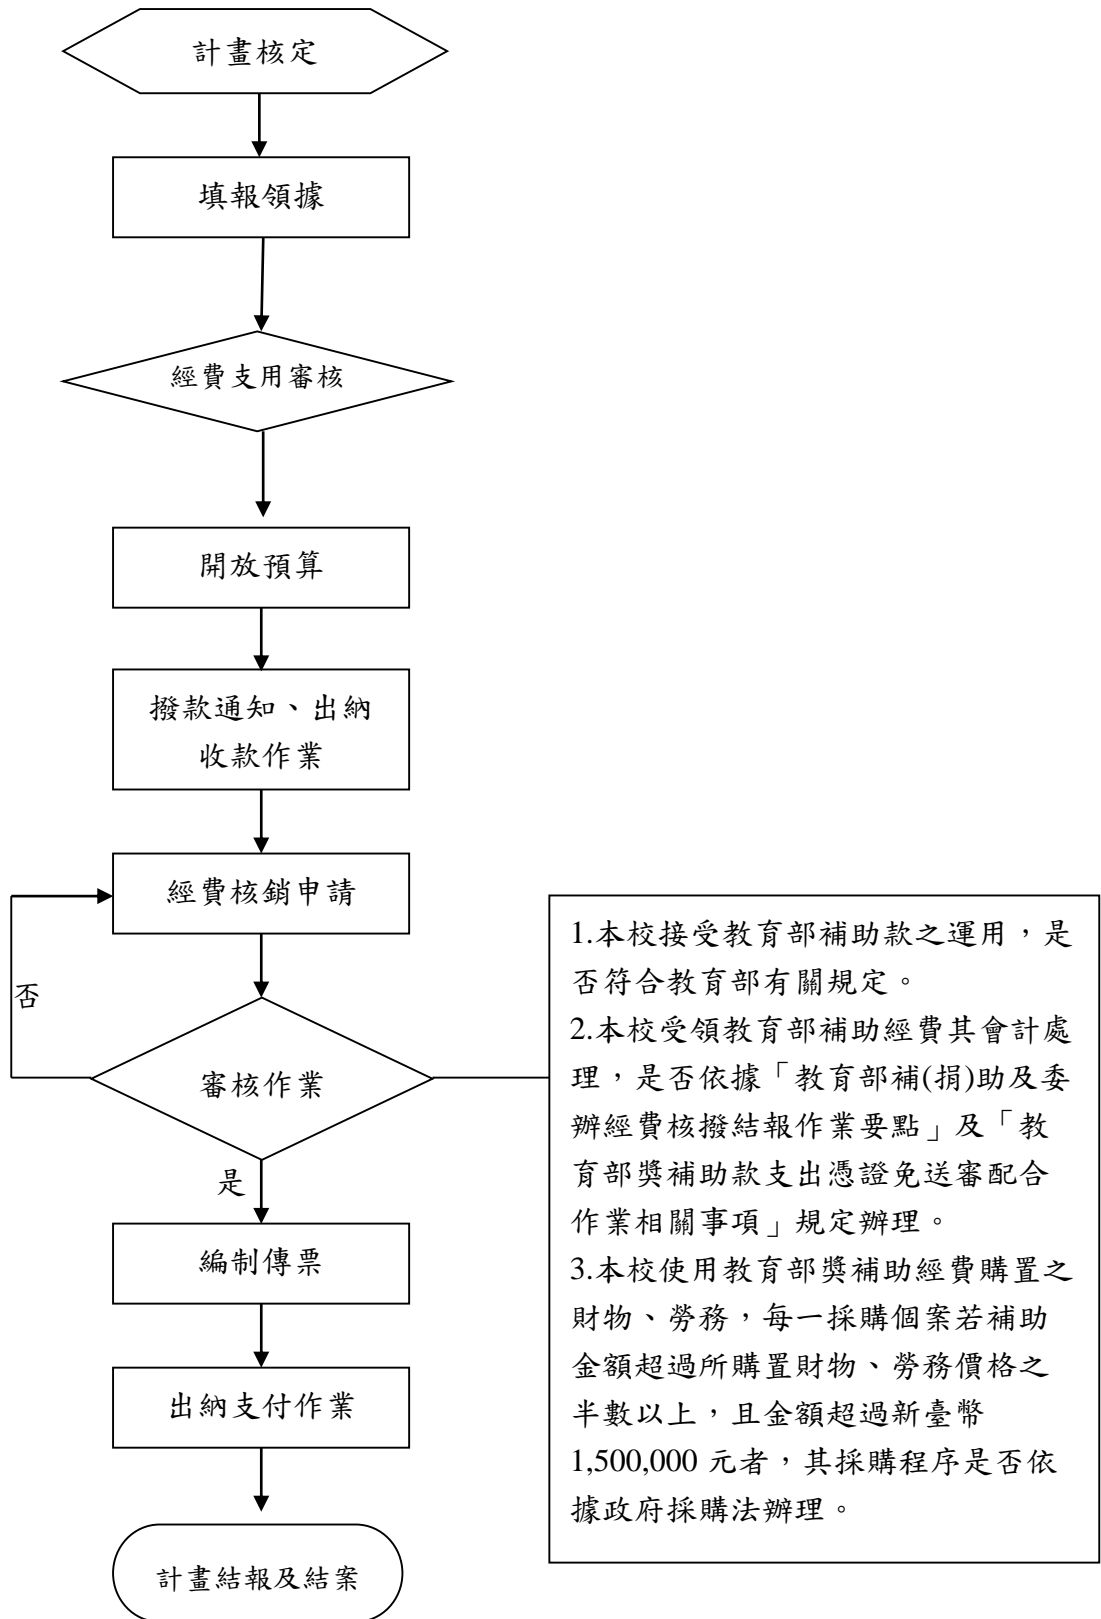 計畫核定
填報領據
經費支用審核
開放預算
撥款通知、出納
收款作業
經費核銷申請
否
審核作業
是
編制傳票
出納支付作業
計畫結報及結案
1.本校接受教育部補助款之運用，是
否符合教育部有關規定。
2.本校受領教育部補助經費其會計處
理，是否依據「教育部補(捐)助及委
辦經費核撥結報作業要點」及「教
育部獎補助款支出憑證免送審配合
作業相關事項」規定辦理。
3.本校使用教育部獎補助經費購置之
財物、勞務，每一採購個案若補助
金額超過所購置財物、勞務價格之
半數以上，且金額超過新臺幣
1,500,000 元者，其採購程序是否依
據政府採購法辦理。